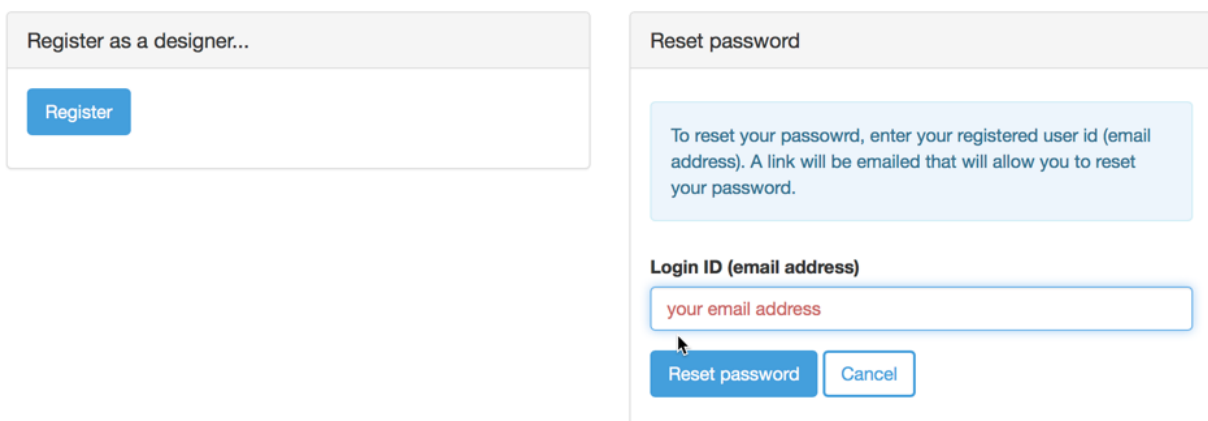 Register as a designer...
Register
Reset password
To reset your passowrd, enter your registered user id (email
address). A link will be emailed that will allow you to reset
your password.
Login ID (email address)
your email address
Reset password
Cancel